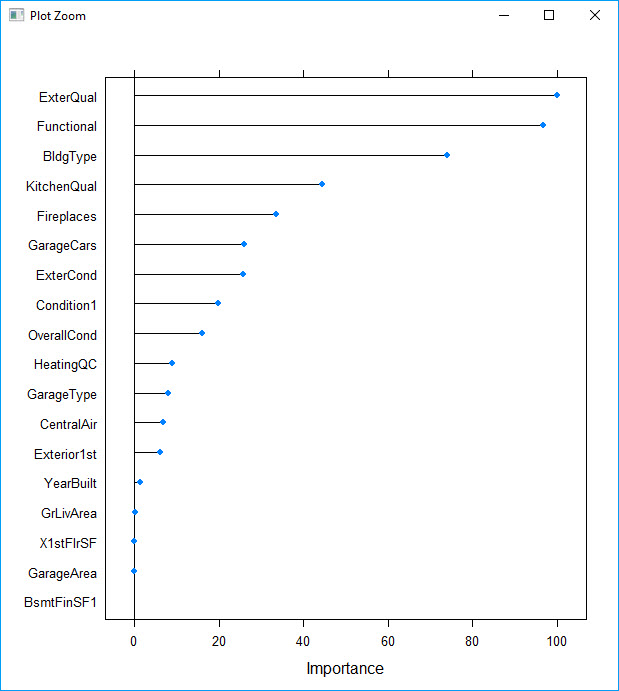 Plot Zoom
ExterQual
Functional
BldgType
KitchenQual
Fireplaces
GarageCars
ExterCond
Condition1
OverallCond
HeatingQC
GarageType
CentralAir
Exterior1st
YearBuilt
GrLivArea
X1stFlrSF
GarageArea
BsmtFinSF1
0 20 40 60 80 100
Importance